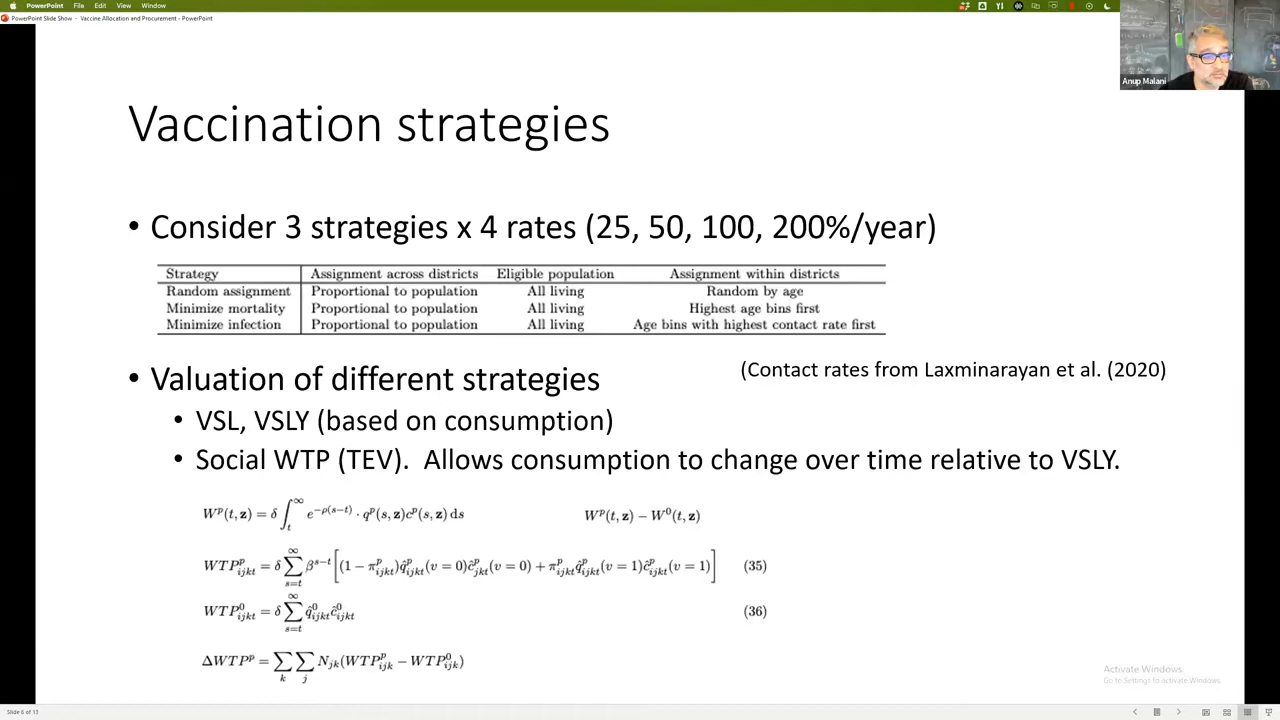 PowerPoint File Edit View Window
PowerPoint Slide Show - Vaccine Allocation and Procurement - PowerPoint
Anup Malani
Vaccination strategies
• Consider 3 strategies x 4 rates (25, 50, 100, 200%/year)
Strategy Assignment across districts Eligible population Assignment within districts
Random assignment Proportional to population All living Random by age
Minimize mortality Proportional to population All living Highest age bins first
Minimize infection Proportional to population All living Age bins with highest contact rate first
• Valuation of different strategies
(Contact rates from Laxminarayan et al. (2020)
• VSL, VSLY (based on consumption)
• Social WTP (TEV). Allows consumption to change over time relative to VSLY.
W^p(t, z) = δ ∫_t^∞ e^{−ρ(s−t)} · q^p(s, z)c^p(s, z) ds W^p(t, z) − W^0(t, z)
WTP^p_{ijkt} = δ ∑_{s=t}^∞ β^{s−t} [(1 − π^p_{ijkt})q̂^p_{ijkt}(v = 0)ĉ^p_{jkt}(v = 0) + π^p_{ijkt}q̂^p_{ijkt}(v = 1)ĉ^p_{ijkt}(v = 1)] (35)
WTP^0_{ijkt} = δ ∑_{s=t}^∞ q̂^0_{ijkt}ĉ^0_{ijkt} (36)
ΔWTP^p = ∑_k ∑_j N_{jk}(WTP^p_{ijk} − WTP^0_{ijk})
Activate Windows
Go to Settings to activate Windows.
Slide 6 of 13